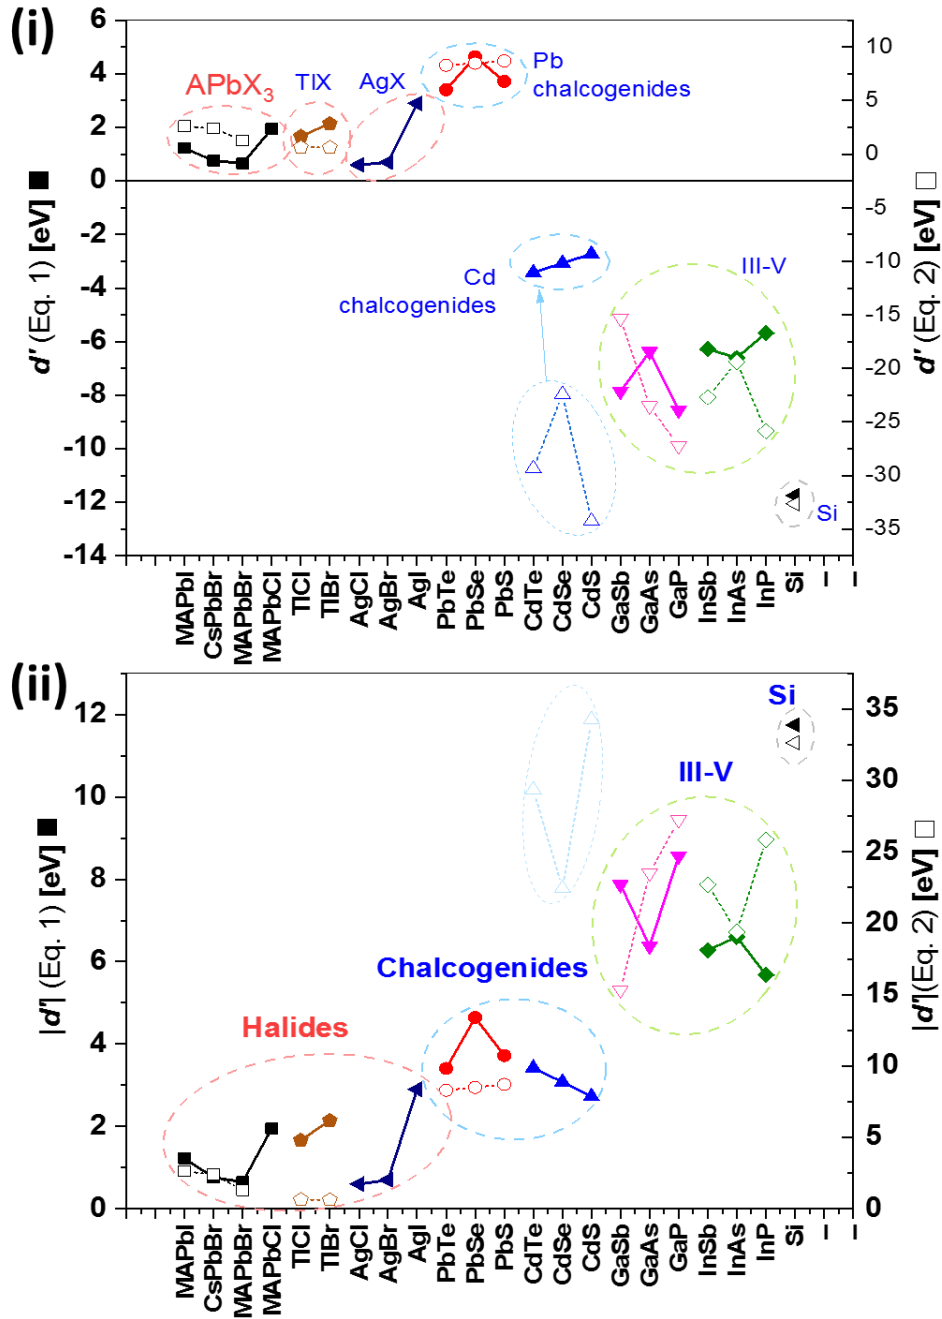 (i)
6
4
2
0
-2
-4
-6
-8
-10
-12
-14
d′ (Eq. 1) [eV]
10
5
0
-5
-10
-15
-20
-25
-30
-35
d′ (Eq. 2) [eV]
APbX3
TlX
AgX
Pb
chalcogenides
Cd
chalcogenides
III-V
Si
MAPbI
CsPbBr
MAPbBr
MAPbCl
TlCl
TlBr
AgCl
AgBr
AgI
PbTe
PbSe
PbS
CdTe
CdSe
CdS
GaSb
GaAs
GaP
InSb
InAs
InP
Si
(ii)
12
10
8
6
4
2
0
|d′| (Eq. 1) [eV]
35
30
25
20
15
10
5
0
|d′|(Eq. 2) [eV]
Si
III-V
Chalcogenides
Halides
MAPbI
CsPbBr
MAPbBr
MAPbCl
TlCl
TlBr
AgCl
AgBr
AgI
PbTe
PbSe
PbS
CdTe
CdSe
CdS
GaSb
GaAs
GaP
InSb
InAs
InP
Si